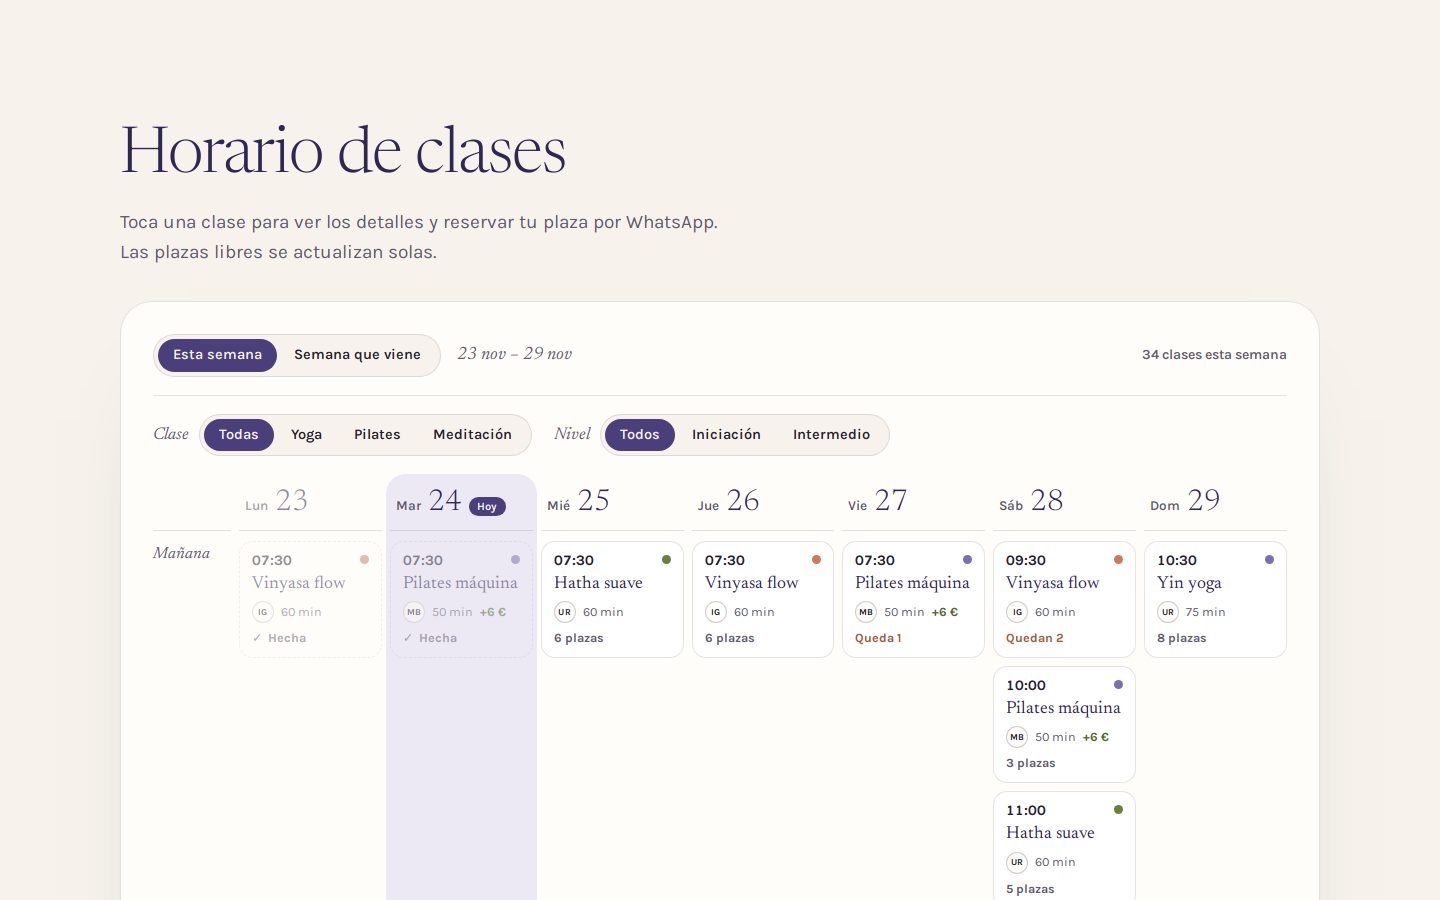 Horario de clases
Toca una clase para ver los detalles y reservar tu plaza por WhatsApp.
Las plazas libres se actualizan solas.
Esta semana Semana que viene 23 nov – 29 nov 34 clases esta semana
Clase Todas Yoga Pilates Meditación Nivel Todos Iniciación Intermedio
Lun 23 Mar 24 Hoy Mié 25 Jue 26 Vie 27 Sáb 28 Dom 29
Mañana
07:30
Vinyasa flow
IG 60 min
✓ Hecha
07:30
Pilates máquina
MB 50 min +6 €
✓ Hecha
07:30
Hatha suave
UR 60 min
6 plazas
07:30
Vinyasa flow
IG 60 min
6 plazas
07:30
Pilates máquina
MB 50 min +6 €
Queda 1
09:30
Vinyasa flow
IG 60 min
Quedan 2
10:00
Pilates máquina
MB 50 min +6 €
3 plazas
11:00
Hatha suave
UR 60 min
5 plazas
10:30
Yin yoga
UR 75 min
8 plazas